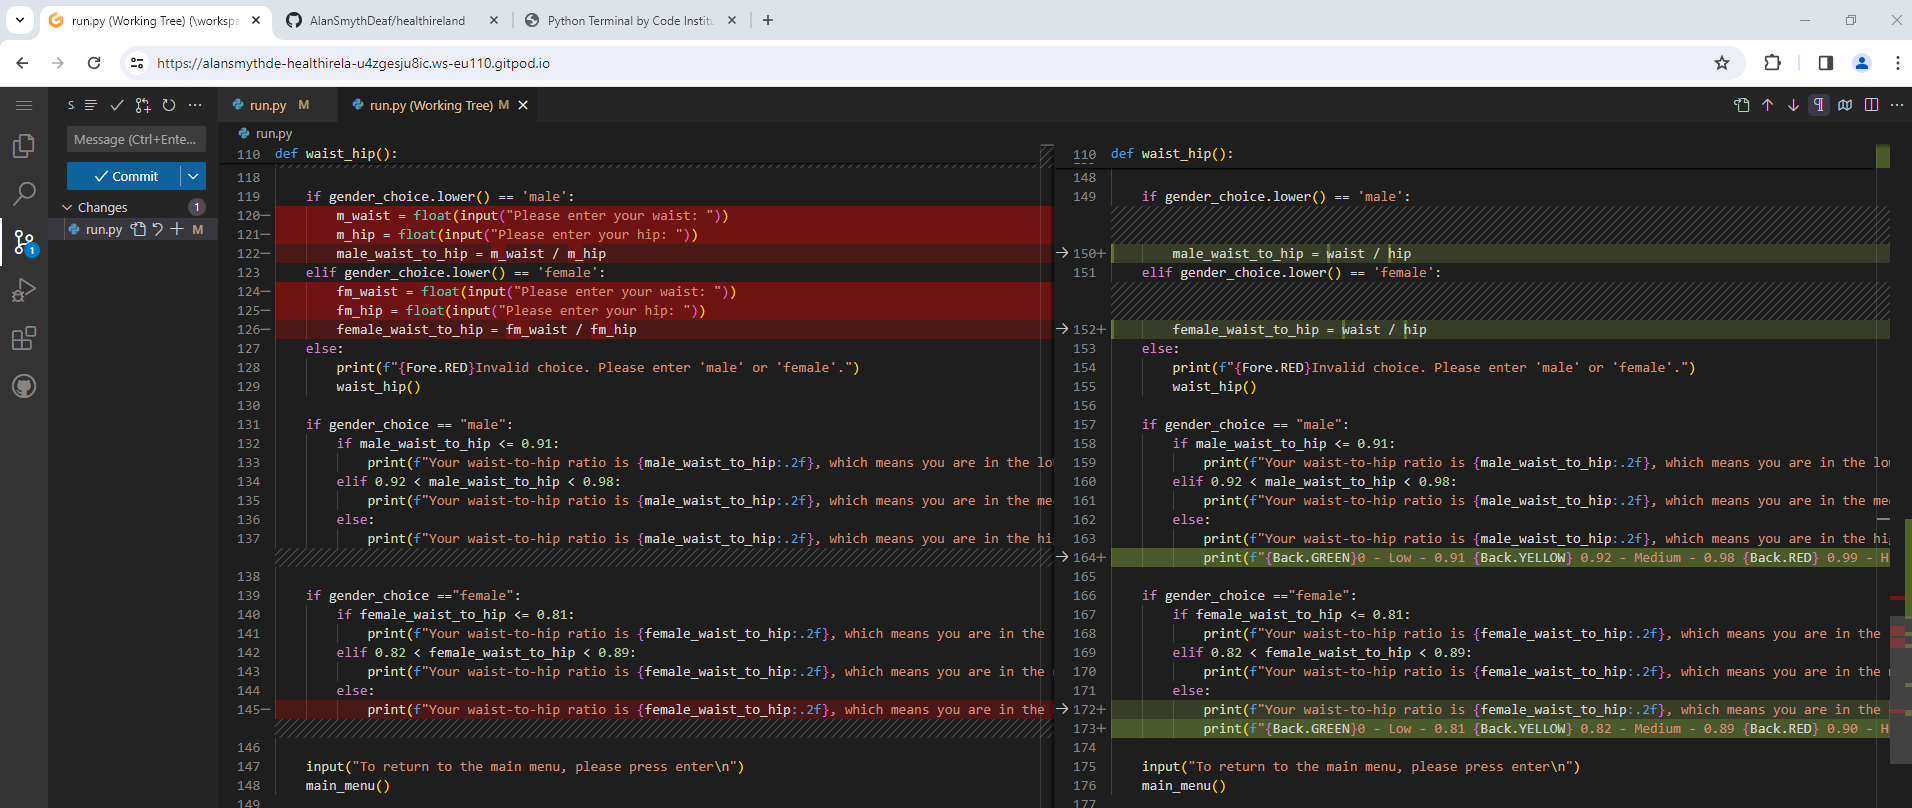 run.py (Working Tree) (\workspa
AlanSmythDeaf/healthireland
Python Terminal by Code Institu
https://alansmythde-healthirela-u4zgesju8ic.ws-eu110.gitpod.io
S.
run.py M
run.py (Working Tree) M
Message (Ctrl+Ente...
Commit
Changes 1
run.py M
1
run.py
110 def waist_hip():
118
119 if gender_choice.lower() == 'male':
120— m_waist = float(input("Please enter your waist: "))
121— m_hip = float(input("Please enter your hip: "))
122— male_waist_to_hip = m_waist / m_hip
123 elif gender_choice.lower() == 'female':
124— fm_waist = float(input("Please enter your waist: "))
125— fm_hip = float(input("Please enter your hip: "))
126— female_waist_to_hip = fm_waist / fm_hip
127 else:
128 print(f"{Fore.RED}Invalid choice. Please enter 'male' or 'female'.")
129 waist_hip()
130
131 if gender_choice == "male":
132 if male_waist_to_hip <= 0.91:
133 print(f"Your waist-to-hip ratio is {male_waist_to_hip:.2f}, which means you are in the lo
134 elif 0.92 < male_waist_to_hip < 0.98:
135 print(f"Your waist-to-hip ratio is {male_waist_to_hip:.2f}, which means you are in the me
136 else:
137 print(f"Your waist-to-hip ratio is {male_waist_to_hip:.2f}, which means you are in the hi
138
139 if gender_choice =="female":
140 if female_waist_to_hip <= 0.81:
141 print(f"Your waist-to-hip ratio is {female_waist_to_hip:.2f}, which means you are in the
142 elif 0.82 < female_waist_to_hip < 0.89:
143 print(f"Your waist-to-hip ratio is {female_waist_to_hip:.2f}, which means you are in the
144 else:
145— print(f"Your waist-to-hip ratio is {female_waist_to_hip:.2f}, which means you are in the
146
147 input("To return to the main menu, please press enter\n")
148 main_menu()
149
110 def waist_hip():
148
149 if gender_choice.lower() == 'male':
150+ male_waist_to_hip = waist / hip
151 elif gender_choice.lower() == 'female':
152+ female_waist_to_hip = waist / hip
153 else:
154 print(f"{Fore.RED}Invalid choice. Please enter 'male' or 'female'.")
155 waist_hip()
156
157 if gender_choice == "male":
158 if male_waist_to_hip <= 0.91:
159 print(f"Your waist-to-hip ratio is {male_waist_to_hip:.2f}, which means you are in the lo
160 elif 0.92 < male_waist_to_hip < 0.98:
161 print(f"Your waist-to-hip ratio is {male_waist_to_hip:.2f}, which means you are in the me
162 else:
163 print(f"Your waist-to-hip ratio is {male_waist_to_hip:.2f}, which means you are in the hi
164+ print(f"{Back.GREEN}0 - Low - 0.91 {Back.YELLOW} 0.92 - Medium - 0.98 {Back.RED} 0.99 - H
165
166 if gender_choice =="female":
167 if female_waist_to_hip <= 0.81:
168 print(f"Your waist-to-hip ratio is {female_waist_to_hip:.2f}, which means you are in the
169 elif 0.82 < female_waist_to_hip < 0.89:
170 print(f"Your waist-to-hip ratio is {female_waist_to_hip:.2f}, which means you are in the
171 else:
172+ print(f"Your waist-to-hip ratio is {female_waist_to_hip:.2f}, which means you are in the
173+ print(f"{Back.GREEN}0 - Low - 0.81 {Back.YELLOW} 0.82 - Medium - 0.89 {Back.RED} 0.90 - H
174
175 input("To return to the main menu, please press enter\n")
176 main_menu()
177